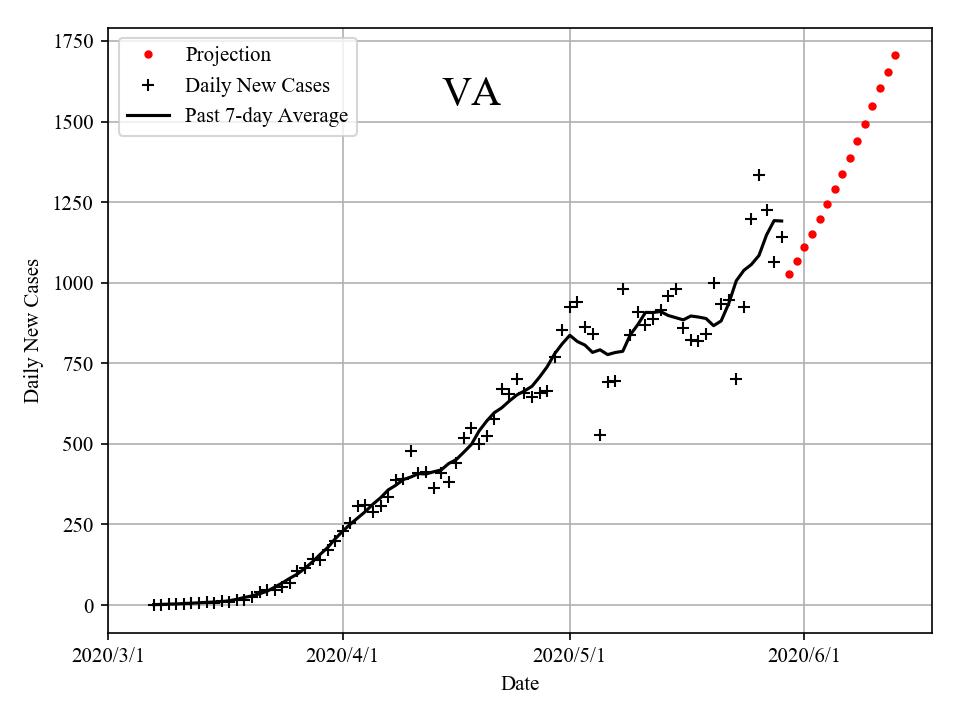 VA
Projection
Daily New Cases
Past 7-day Average
1750
1500
1250
1000
750
500
250
0
Daily New Cases
2020/3/1
2020/4/1
2020/5/1
2020/6/1
Date